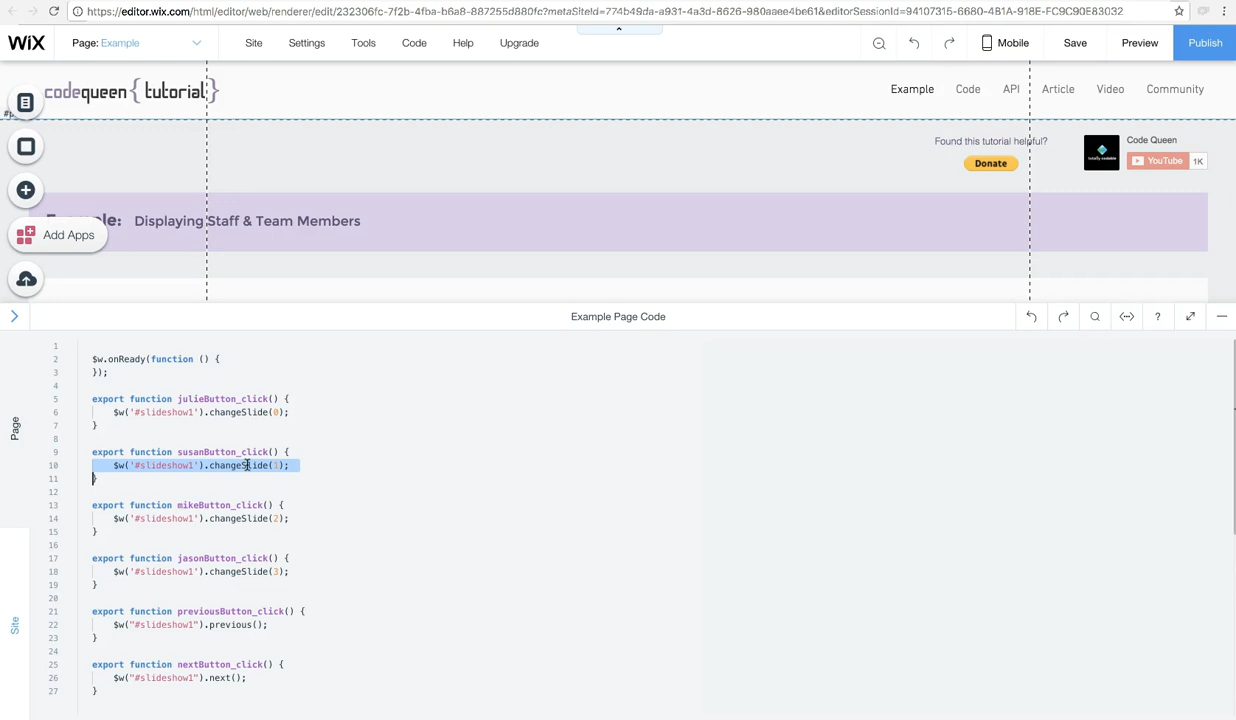 https://editor.wix.com/html/editor/web/renderer/edit/232306fc-7f2b-4fba-b6a8-887255d880fc?metaSiteId=774b49da-a931-4a3d-8626-980aaee4be61&editorSessionId=94107315-6680-4B1A-918E-FC9C90E83032
WiX
Page: Example
Site
Settings
Tools
Code
Help
Upgrade
Mobile
Save
Preview
Publish
codequeen { tutorial }
Example
Code
API
Article
Video
Community
Found this tutorial helpful?
Donate
totally codable
Code Queen
YouTube
1K
Example: Displaying Staff & Team Members
Add Apps
Example Page Code
?
Page
Site
1
2 $w.onReady(function () {
3 });
4
5 export function julieButton_click() {
6 $w('#slideshow1').changeSlide(0);
7 }
8
9 export function susanButton_click() {
10 $w('#slideshow1').changeSlide(1);
11 }
12
13 export function mikeButton_click() {
14 $w('#slideshow1').changeSlide(2);
15 }
16
17 export function jasonButton_click() {
18 $w('#slideshow1').changeSlide(3);
19 }
20
21 export function previousButton_click() {
22 $w("#slideshow1").previous();
23 }
24
25 export function nextButton_click() {
26 $w("#slideshow1").next();
27 }